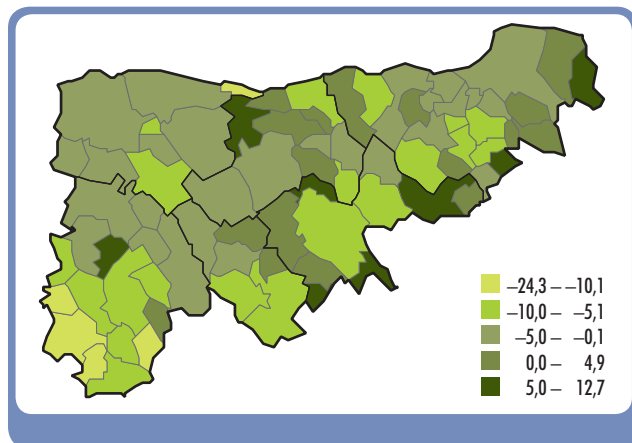 –24,3 – –10,1
–10,0 – –5,1
–5,0 – –0,1
0,0 – 4,9
5,0 – 12,7